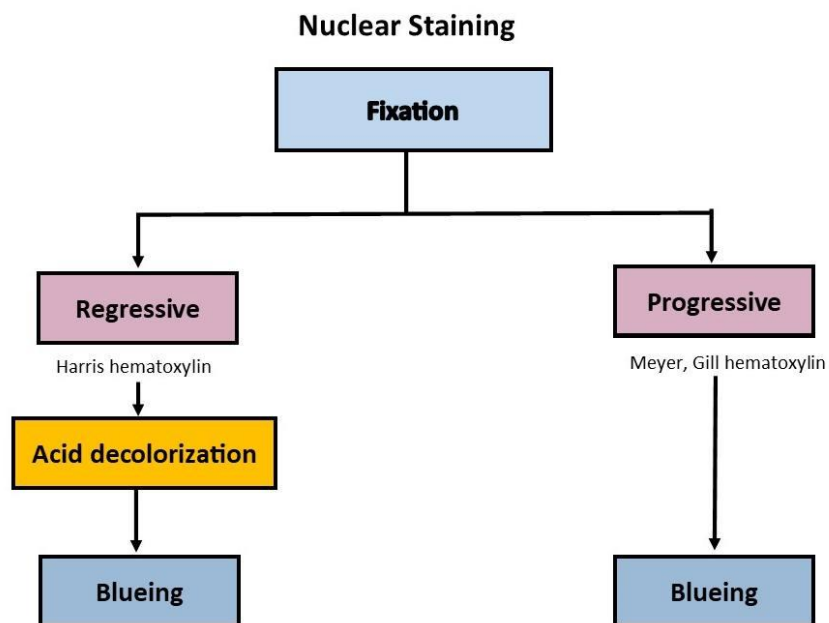 Nuclear Staining
Fixation
Regressive
Progressive
Harris hematoxylin
Meyer, Gill hematoxylin
Acid decolorization
Blueing
Blueing